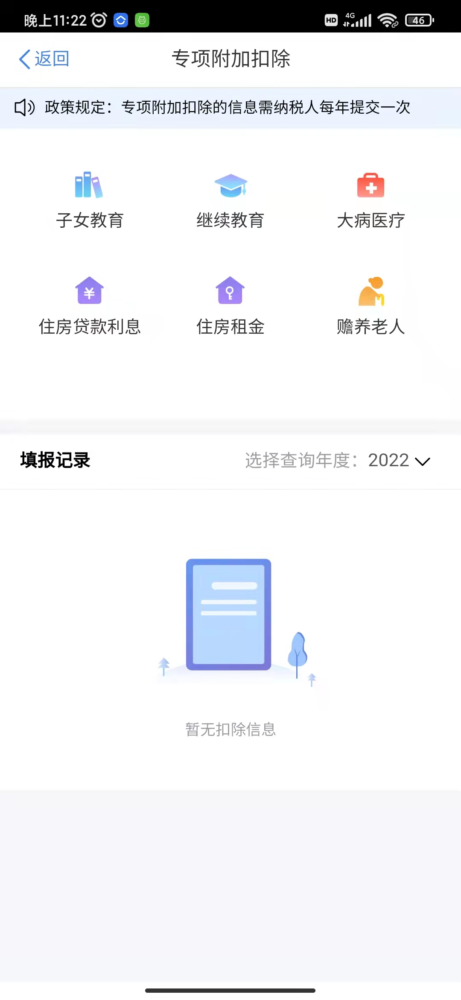 晚上11:22 HD 4G 46
返回 专项附加扣除
政策规定：专项附加扣除的信息需纳税人每年提交一次
子女教育 继续教育 大病医疗
住房贷款利息 住房租金 赡养老人
填报记录 选择查询年度：2022
暂无扣除信息